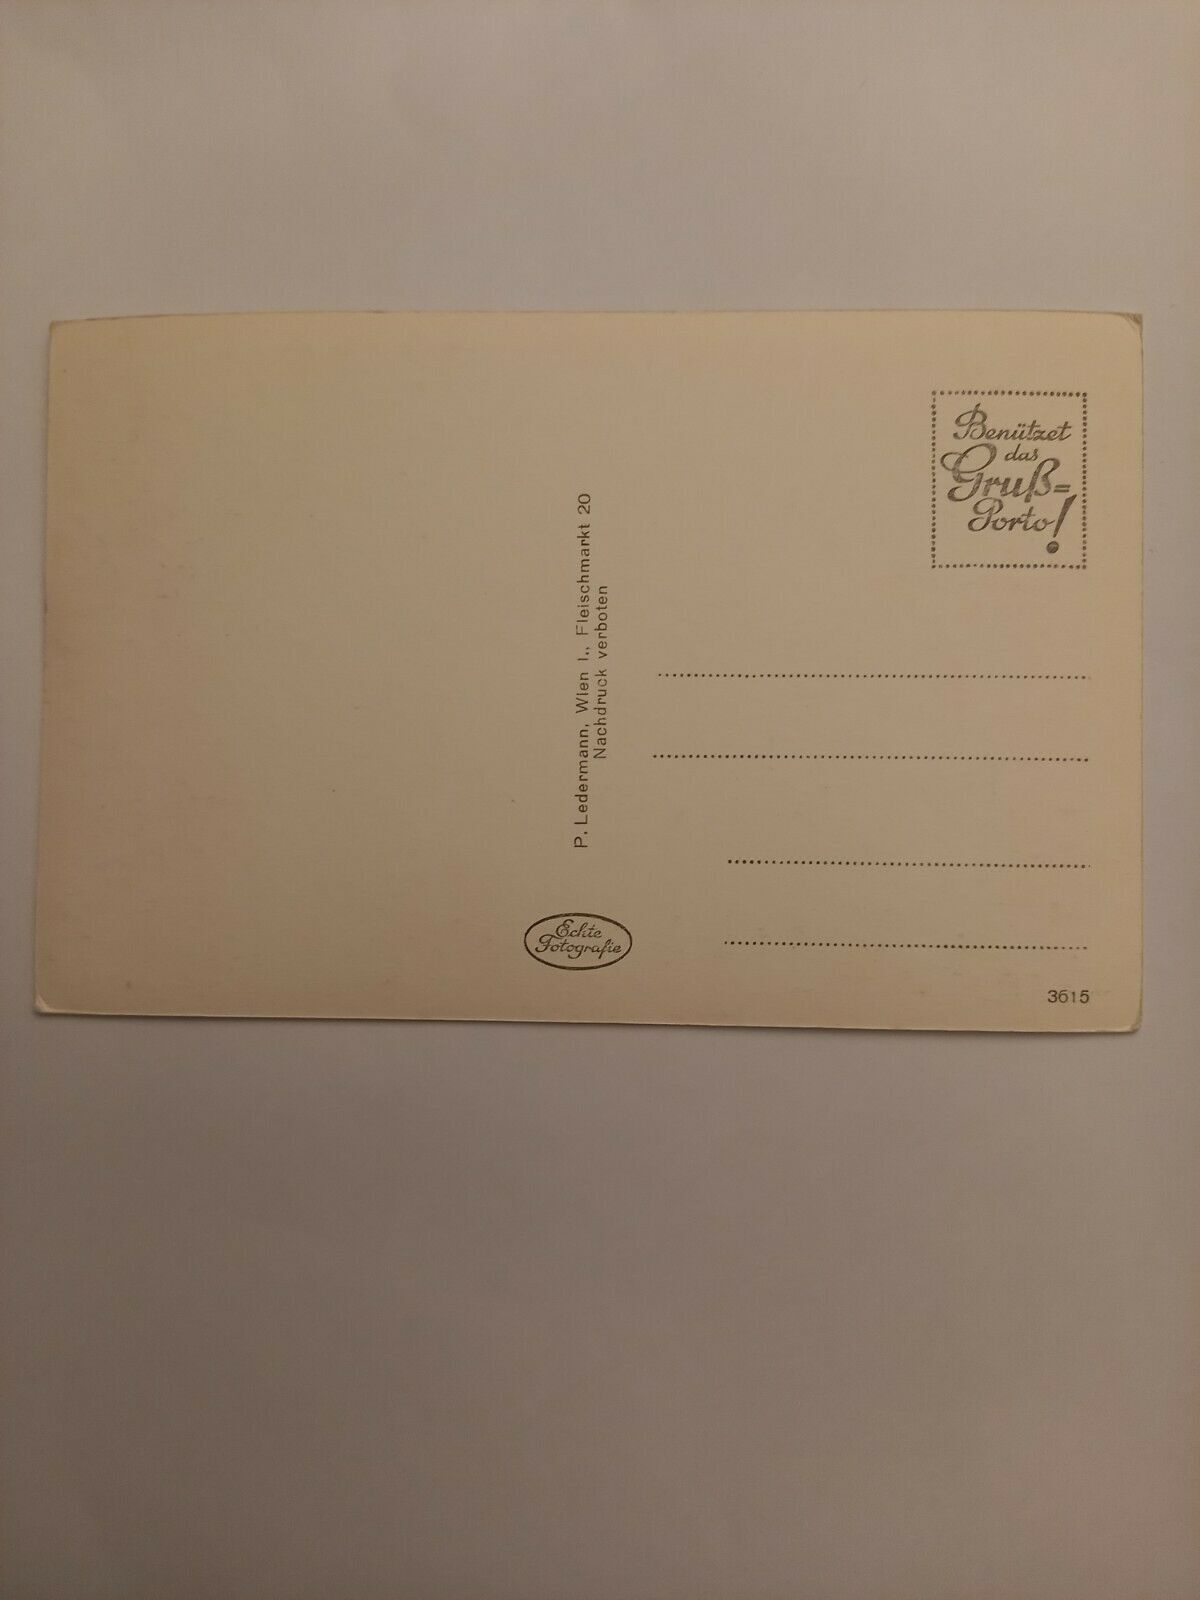 Benützet
das
Gruß=
Porto!
P. Ledermann, Wien I., Fleischmarkt 20
Nachdruck verboten
Echte
Fotografie
3615